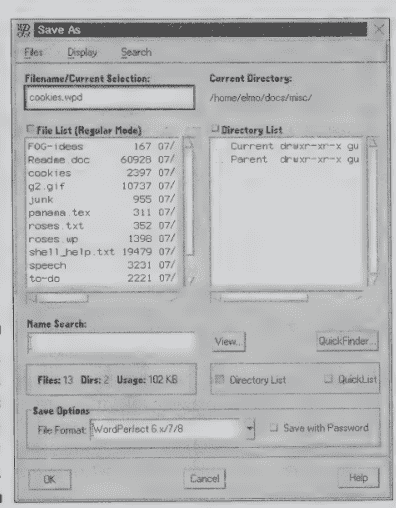 WP
Save As
Files Display Search
Filename/Current Selection: Current Directory:
cookies.wpd /home/elmo/docs/misc/
File List (Regular Mode) Directory List
FOG-ideas 167 07/ Current drwxr-xr-x gu
Readme doc 60928 07/ Parent drwxr-xr-x gu
cookies 2397 07/
g2.gif 10737 07/
junk 955 07/
panama tex 311 07/
roses.txt 352 07/
roses.wp 1398 07/
shell_help.txt 19479 07/
speech 3231 07/
to-do 2221 07/
Name Search:
View.. QuickFinder...
Files: 13 Dirs: 2 Usage: 102 KB Directory List QuickList
Save Options
File Format: WordPerfect 6.x/7/8 Save with Password
OK Cancel Help